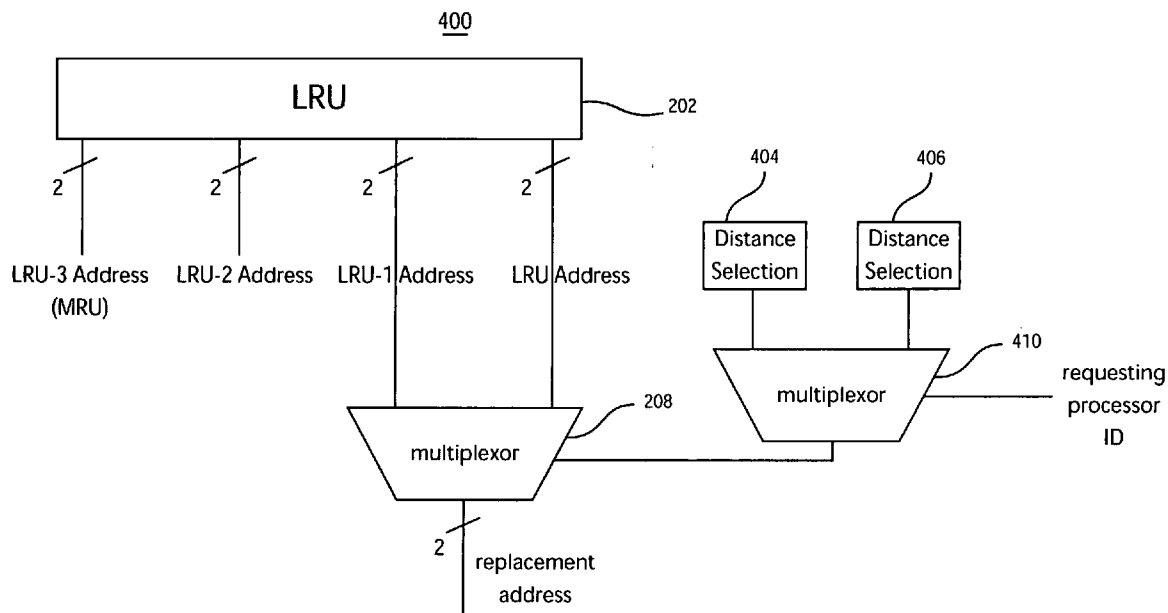 400
LRU
202
2
2
2
2
404
406
Distance
Selection
Distance
Selection
LRU-3 Address
(MRU)
LRU-2 Address
LRU-1 Address
LRU Address
410
multiplexor
requesting
processor
ID
208
multiplexor
2
replacement
address